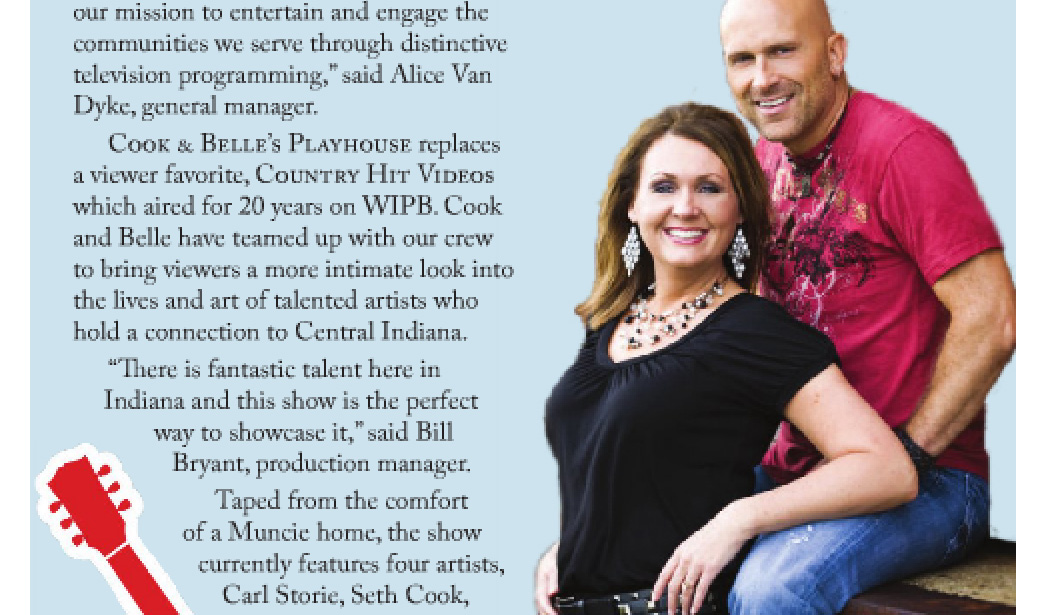 our mission to entertain and engage the
communities we serve through distinctive
television programming,” said Alice Van
Dyke, general manager.
COOK & BELLE’S PLAYHOUSE replaces
a viewer favorite, COUNTRY HIT VIDEOS
which aired for 20 years on WIPB. Cook
and Belle have teamed up with our crew
to bring viewers a more intimate look into
the lives and art of talented artists who
hold a connection to Central Indiana.
“There is fantastic talent here in
Indiana and this show is the perfect
way to showcase it,” said Bill
Bryant, production manager.
Taped from the comfort
of a Muncie home, the show
currently features four artists,
Carl Storie, Seth Cook,